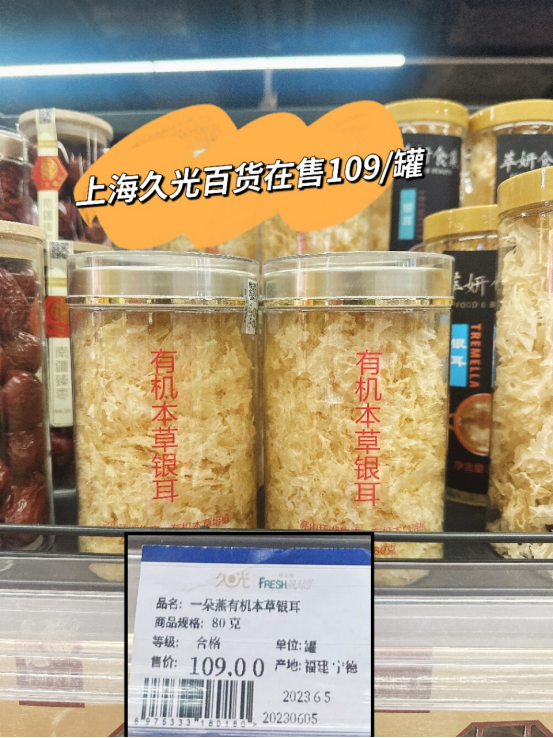 上海久光百货在售109/罐
有机本草银耳
有机本草银耳
TREMELLA
银耳
久光
FRESH
品名: 一朵燕有机本草银耳
商品规格: 80克
等级: 合格
单位: 罐
售价: 109.00
产地: 福建宁德
2023 6 5
6975333180180
20230605